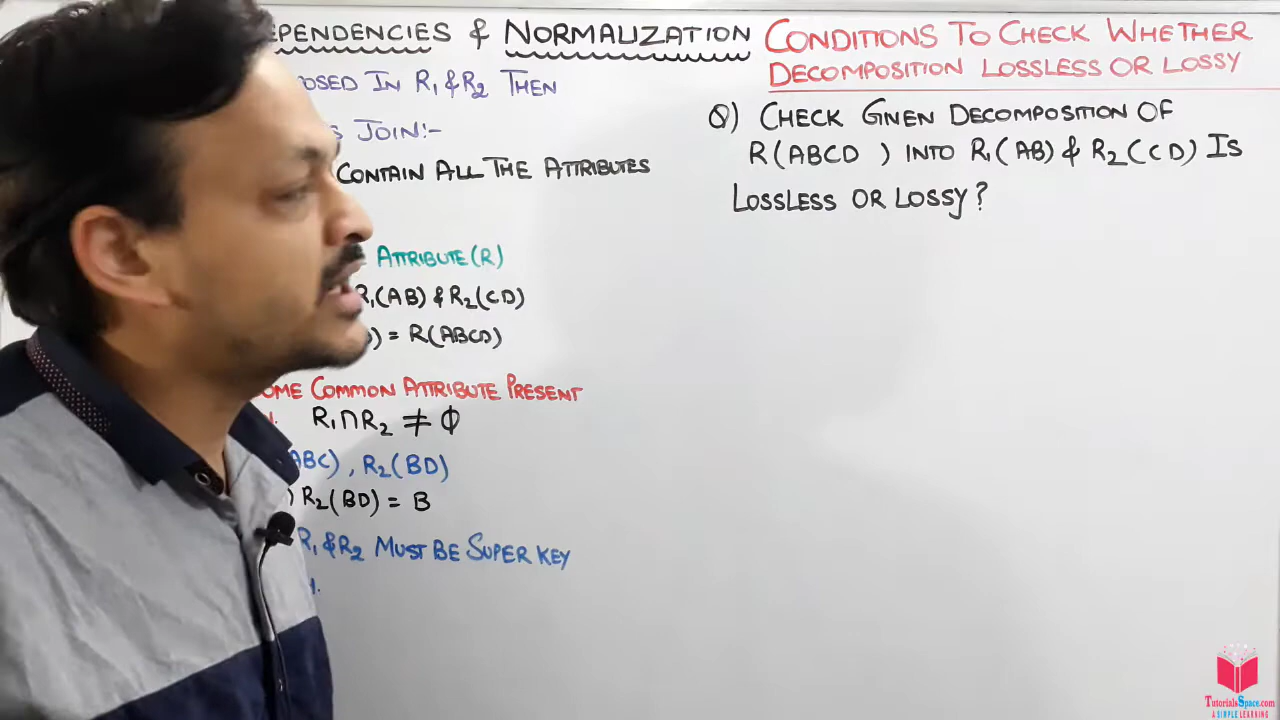 & NORMALIZATION
CONDITIONS TO CHECK WHETHER
DECOMPOSITION LOSSLESS OR LOSSY
IN R₁ & R₂ THEN
JOIN:-
CONTAIN ALL THE ATTRIBUTES
ATTRIBUTE (R)
R₁(AB) & R₂(CD)
) = R(ABCD)
COMMON ATTRIBUTE PRESENT
R₁∩R₂ ≠ Φ
ABC) , R₂(BD)
) R₂(BD) = B
R₁ & R₂ MUST BE SUPER KEY
Q) CHECK GIVEN DECOMPOSITION OF
R(ABCD ) INTO R₁(AB) & R₂(CD) IS
LOSSLESS OR LOSSY?
TutorialsSpace.com
A SIMPLE LEARNING